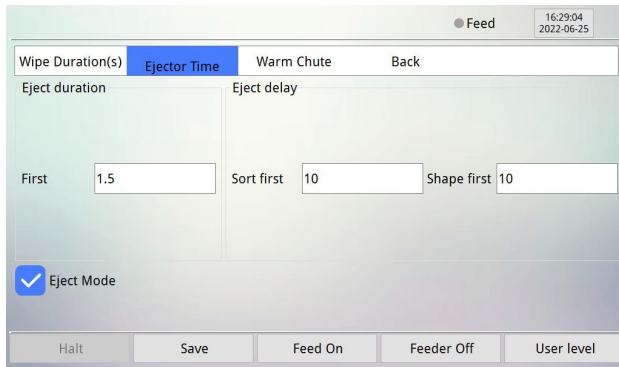 Feed
16:29:04
2022-06-25
Wipe Duration(s) Ejector Time Warm Chute Back
Eject duration Eject delay
First 1.5 Sort first 10 Shape first 10
Eject Mode
Halt Save Feed On Feeder Off User level